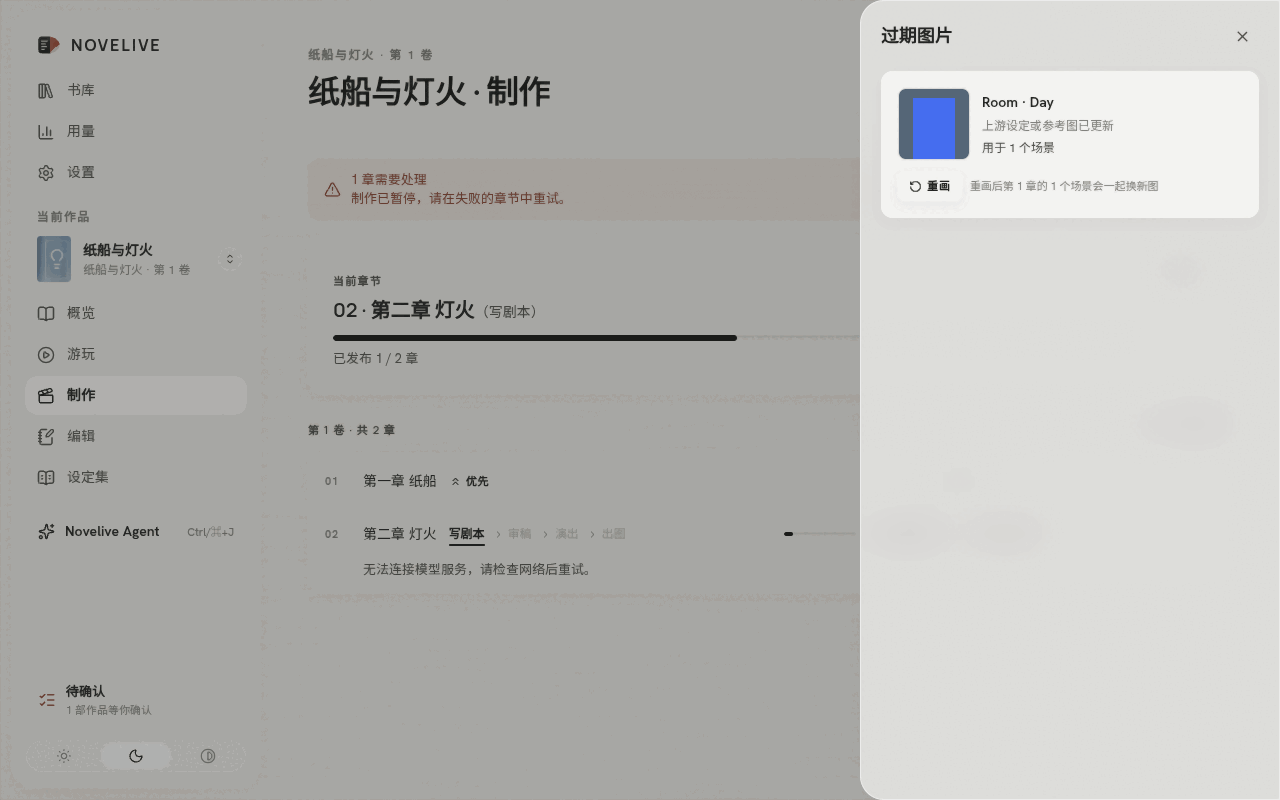 NOVELIVE
书库
用量
设置
当前作品
纸船与灯火
纸船与灯火 · 第 1 卷
概览
游玩
制作
编辑
设定集
Novelive Agent Ctrl/⌘+J
待确认
1 部作品等你确认
纸船与灯火 · 第 1 卷
纸船与灯火 · 制作
1 章需要处理
制作已暂停，请在失败的章节中重试。
当前章节
02 · 第二章 灯火（写剧本）
已发布 1 / 2 章
第 1 卷 · 共 2 章
01 第一章 纸船 优先
02 第二章 灯火 写剧本 › 审稿 › 演出 › 出图
无法连接模型服务，请检查网络后重试。
过期图片
Room · Day
上游设定或参考图已更新
用于 1 个场景
重画 重画后第 1 章的 1 个场景会一起换新图